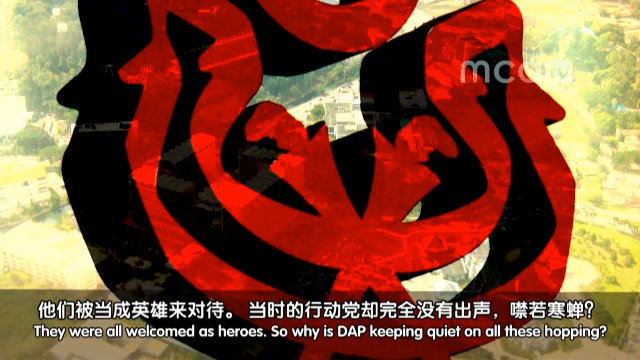 mcata
他们被当成英雄来对待。当时的行动党却完全没有出声，噤若寒蝉？
They were all welcomed as heroes. So why is DAP keeping quiet on all these hopping?